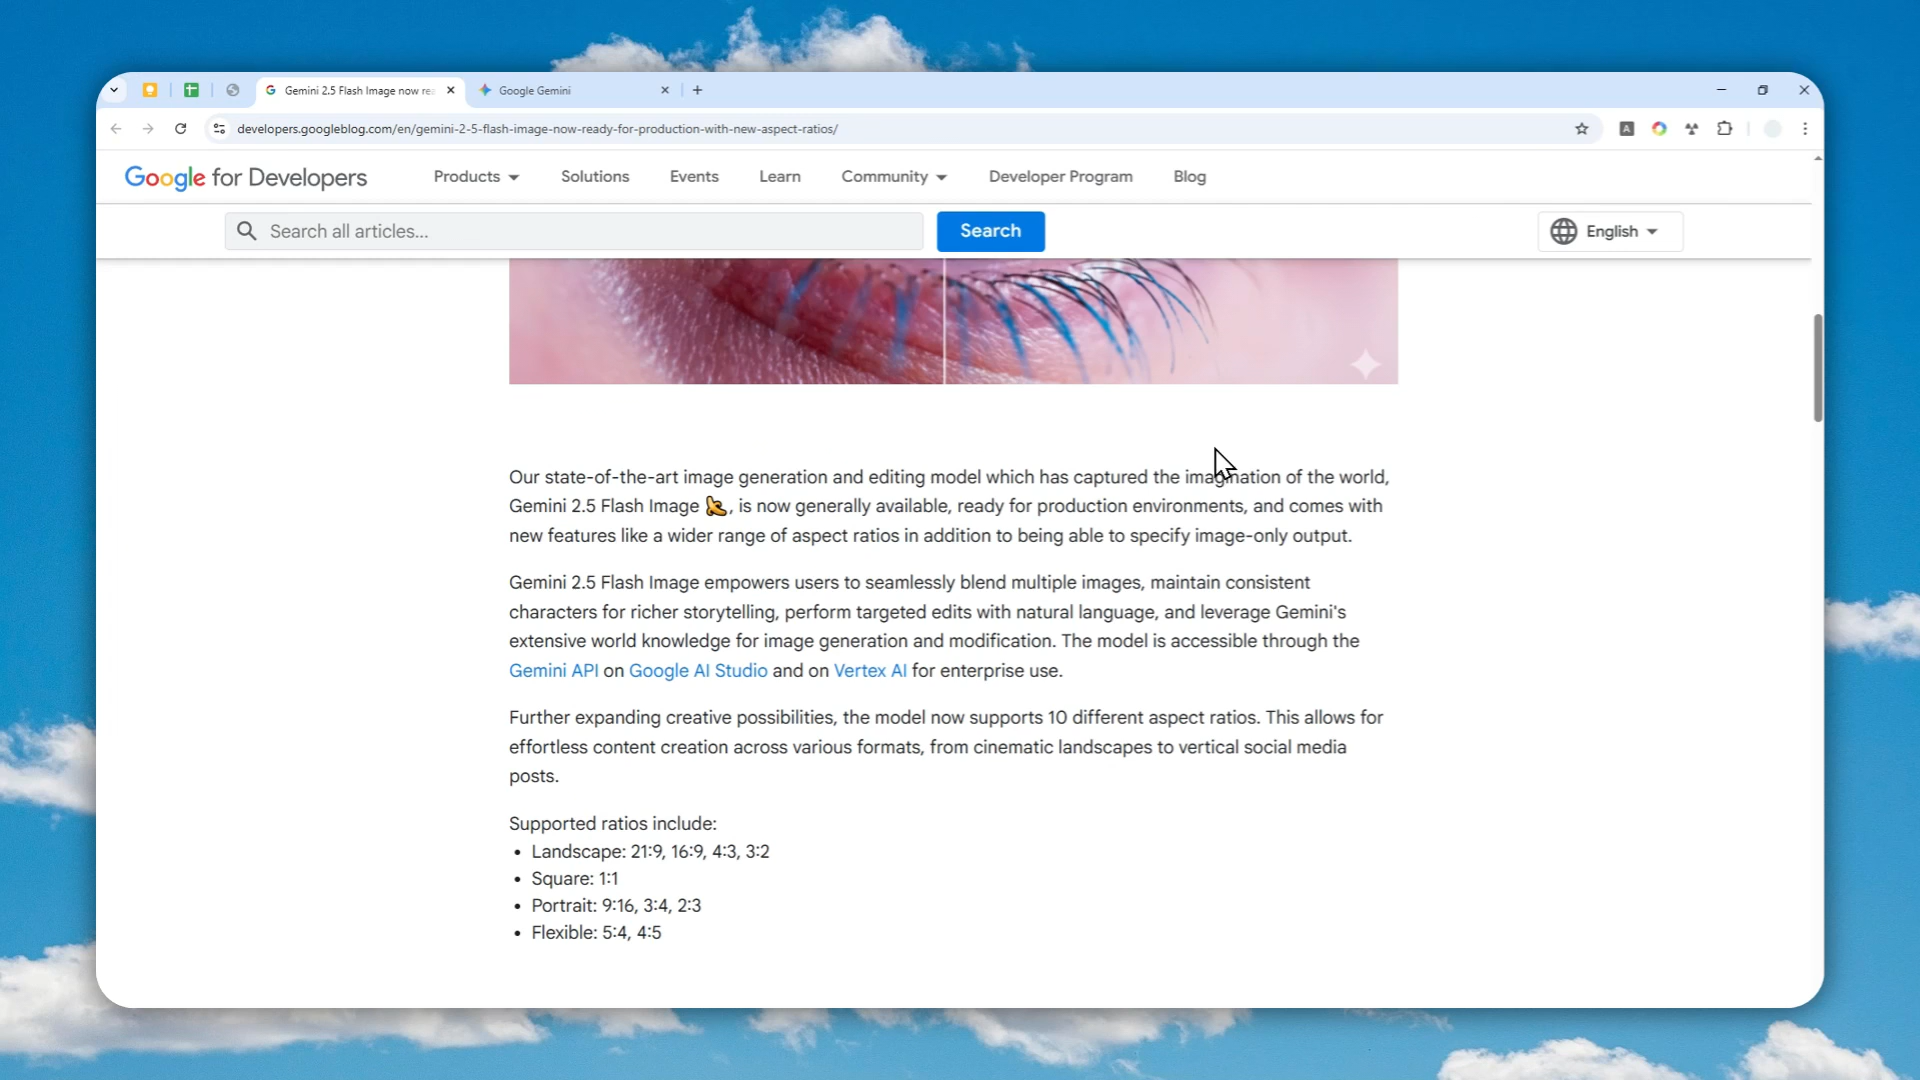 Gemini 2.5 Flash Image now rea
Google Gemini
developers.googleblog.com/en/gemini-2-5-flash-image-now-ready-for-production-with-new-aspect-ratios/
A
Google for Developers
Products
Solutions
Events
Learn
Community
Developer Program
Blog
Search all articles...
Search
English
Our state-of-the-art image generation and editing model which has captured the imagination of the world,
Gemini 2.5 Flash Image 🍌, is now generally available, ready for production environments, and comes with
new features like a wider range of aspect ratios in addition to being able to specify image-only output.
Gemini 2.5 Flash Image empowers users to seamlessly blend multiple images, maintain consistent
characters for richer storytelling, perform targeted edits with natural language, and leverage Gemini's
extensive world knowledge for image generation and modification. The model is accessible through the
Gemini API on Google AI Studio and on Vertex AI for enterprise use.
Further expanding creative possibilities, the model now supports 10 different aspect ratios. This allows for
effortless content creation across various formats, from cinematic landscapes to vertical social media
posts.
Supported ratios include:
• Landscape: 21:9, 16:9, 4:3, 3:2
• Square: 1:1
• Portrait: 9:16, 3:4, 2:3
• Flexible: 5:4, 4:5